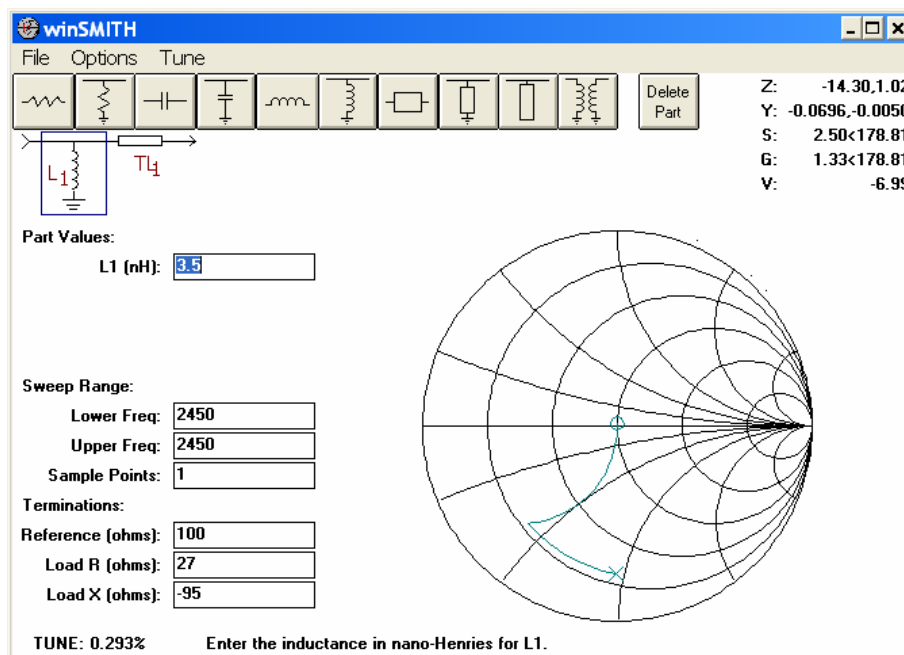 winSMITH
File Options Tune
Delete
Part
Z: -14.30,1.02
Y: -0.0696,-0.0050
S: 2.50<178.81
G: 1.33<178.81
V: -6.99
L1
TL1
Part Values:
L1 (nH): 3.5
Sweep Range:
Lower Freq: 2450
Upper Freq: 2450
Sample Points: 1
Terminations:
Reference (ohms): 100
Load R (ohms): 27
Load X (ohms): -95
TUNE: 0.293% Enter the inductance in nano-Henries for L1.